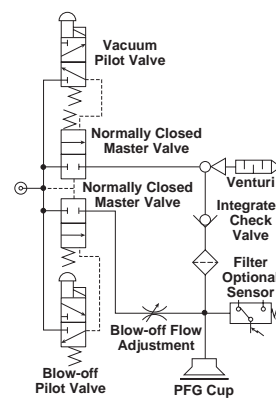 Vacuum
Pilot Valve
Normally Closed
Master Valve
Venturi
Normally Closed
Master Valve
Integrate
Check
Valve
Filter
Optional
Sensor
Blow-off Flow
Adjustment
Blow-off
Pilot Valve
PFG Cup